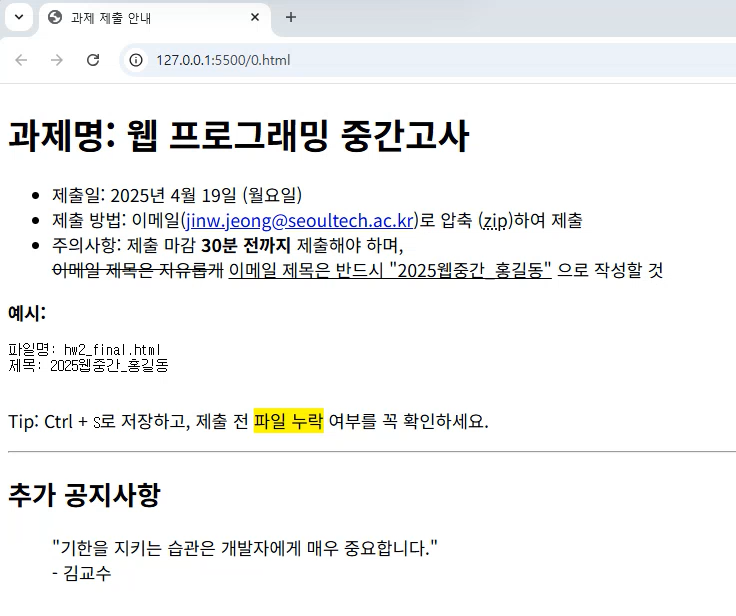 과제 제출 안내
127.0.0.1:5500/0.html
과제명: 웹 프로그래밍 중간고사
제출일: 2025년 4월 19일 (월요일)
제출 방법: 이메일(jinw.jeong@seoultech.ac.kr)로 압축 (zip)하여 제출
주의사항: 제출 마감 30분 전까지 제출해야 하며,
이메일 제목은 자유롭게 이메일 제목은 반드시 "2025웹중간_홍길동" 으로 작성할 것
예시:
파일명: hw2_final.html
제목: 2025웹중간_홍길동
Tip: Ctrl + S로 저장하고, 제출 전 파일 누락 여부를 꼭 확인하세요.
추가 공지사항
"기한을 지키는 습관은 개발자에게 매우 중요합니다."
- 김교수